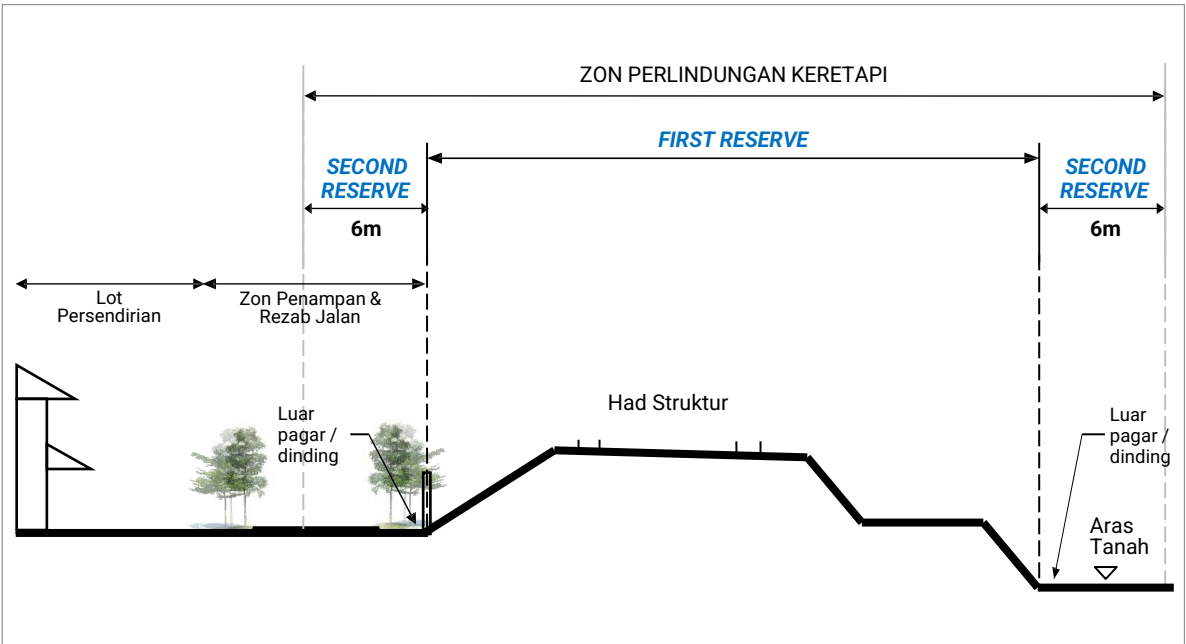 ZON PERLINDUNGAN KERETAPI
FIRST RESERVE
SECOND
RESERVE
6m
SECOND
RESERVE
6m
Lot
Persendirian
Zon Penampan &
Rezab Jalan
Had Struktur
Luar
pagar /
dinding
Luar
pagar /
dinding
Aras
Tanah